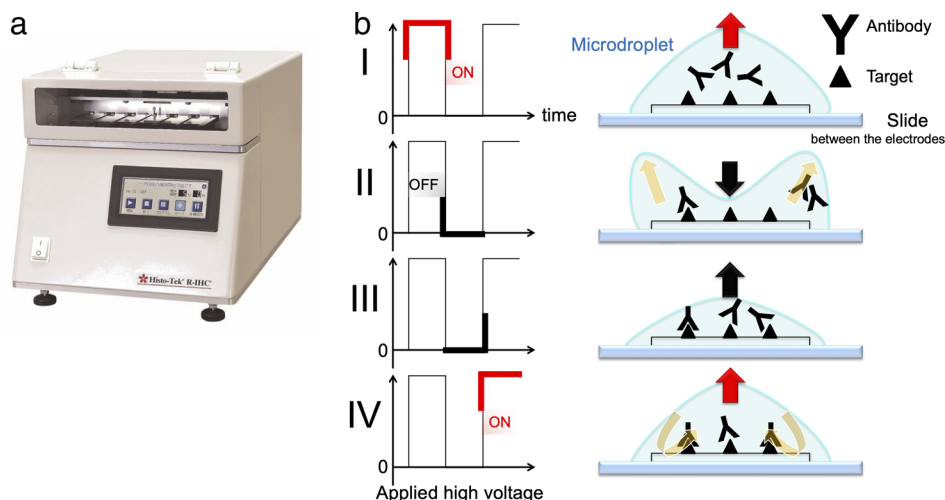 a
b
I
ON
0
time
Microdroplet
Antibody
Target
Slide
between the electrodes
II
OFF
0
III
0
IV
ON
0
Applied high voltage
Histo-Tek® R-IHC®